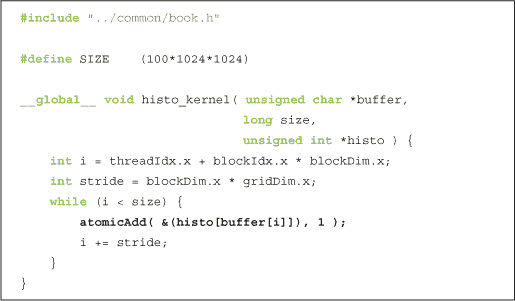 #include "../common/book.h"
#define SIZE    (100*1024*1024)
__global__ void histo_kernel( unsigned char *buffer,
                              long size,
                              unsigned int *histo ) {
    int i = threadIdx.x + blockIdx.x * blockDim.x;
    int stride = blockDim.x * gridDim.x;
    while (i < size) {
        atomicAdd( &(histo[buffer[i]]), 1 );
        i += stride;
    }
}